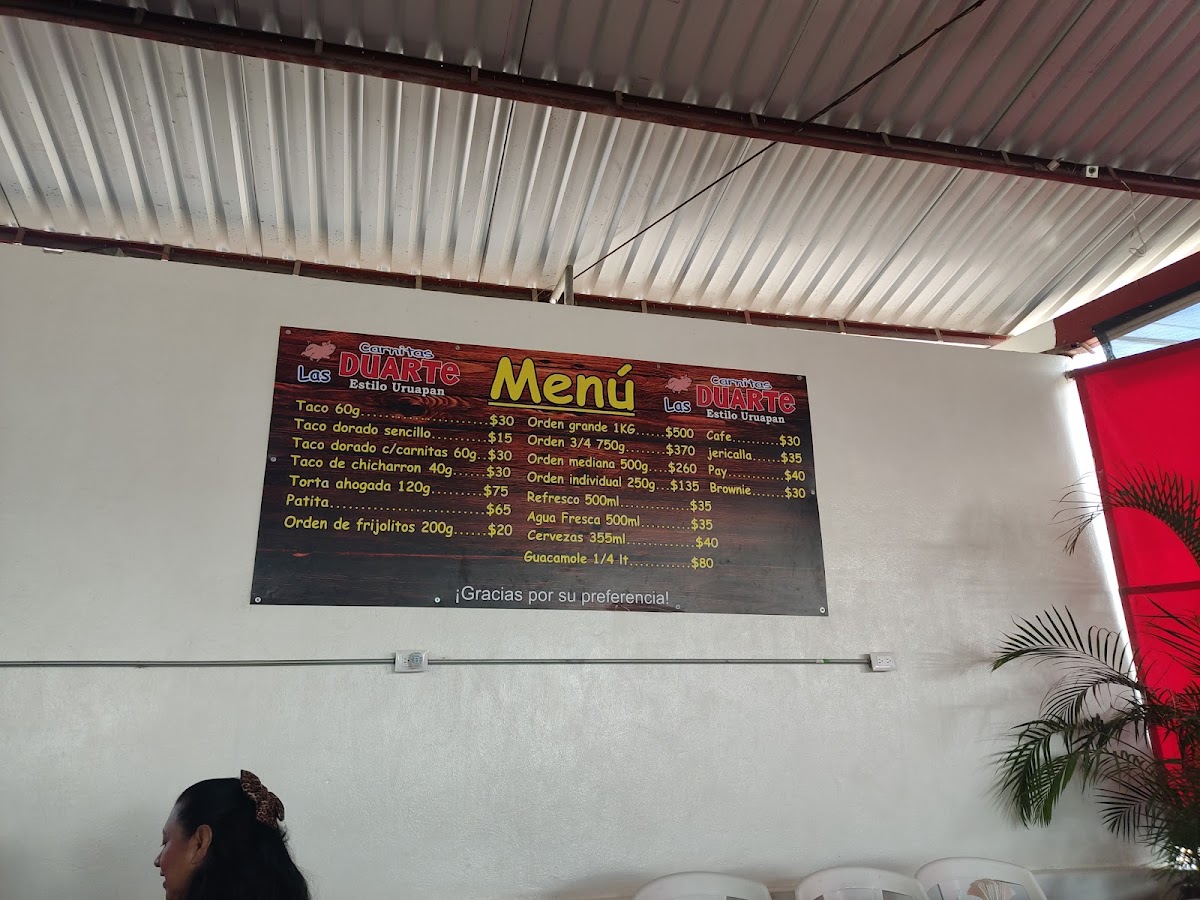 Carnitas
Las DUARTE
Estilo Uruapan
Menú
Carnitas
Las DUARTE
Estilo Uruapan
Taco 60g......................$30
Taco dorado sencillo...........$15
Taco dorado c/carnitas 60g..$30
Taco de chicharron 40g.....$30
Torta ahogada 120g.........$75
Patita...........................$65
Orden de frijolitos 200g......$20
Orden grande 1KG.....$500
Orden 3/4 750g.......$370
Orden mediana 500g...$260
Orden individual 250g...$135
Refresco 500ml............$35
Agua Fresca 500ml.........$35
Cervezas 355ml............$40
Guacamole 1/4 lt...........$80
Cafe.........$30
jericalla......$35
Pay..........$40
Brownie......$30
¡Gracias por su preferencia!